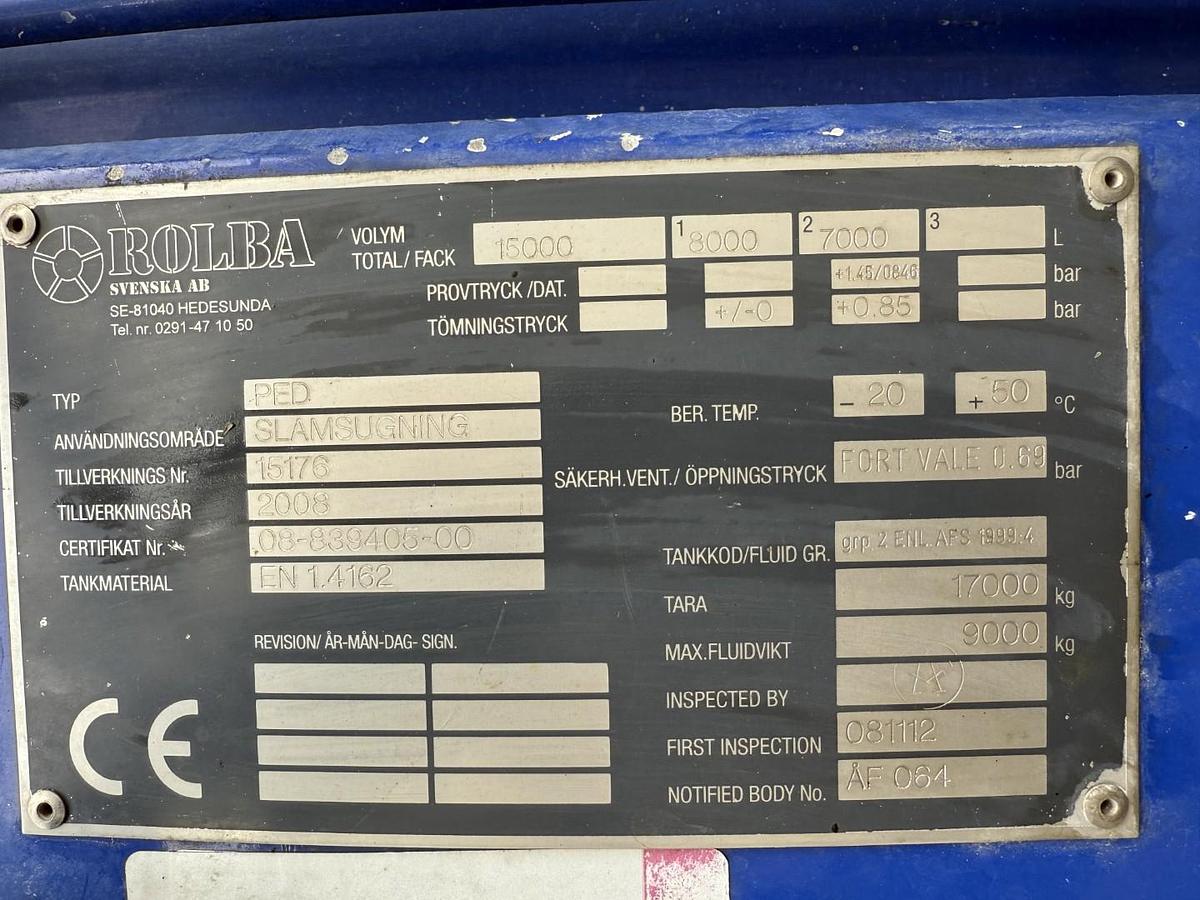 ROLBA
SVENSKA AB
SE-81040 HEDESUNDA
Tel. nr. 0291-47 10 50
VOLYM
TOTAL/ FACK 15000 1 8000 2 7000 3 L
PROVTRYCK /DAT. +1.45/0846 bar
TÖMNINGSTRYCK +/-0 +0.85 bar
TYP PED
ANVÄNDNINGSOMRÅDE SLAMSUGNING
TILLVERKNINGS Nr. 15176
TILLVERKNINGSÅR 2008
CERTIFIKAT Nr. 08-839405-00
TANKMATERIAL EN 1.4162
REVISION/ ÅR-MÅN-DAG- SIGN.
CE
BER. TEMP. - 20 + 50 °C
SÄKERH.VENT./ ÖPPNINGSTRYCK FORT VALE 0.69 bar
TANKKOD/FLUID GR. grp. 2 ENL. AFS 1999:4
TARA 17000 kg
MAX.FLUIDVIKT 9000 kg
INSPECTED BY
FIRST INSPECTION 081112
NOTIFIED BODY No. ÅF 064